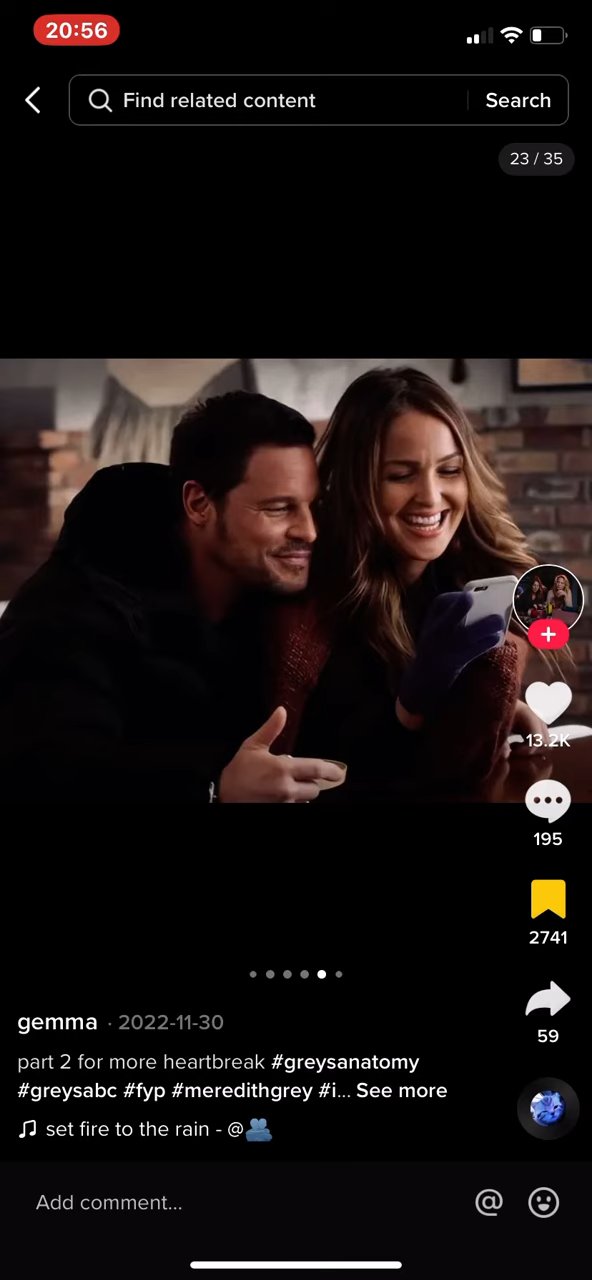 20:56
Find related content
Search
23 / 35
13.2K
195
2741
59
gemma · 2022-11-30
part 2 for more heartbreak #greysanatomy
#greysabc #fyp #meredithgrey #i... See more
set fire to the rain - @🫂
Add comment...